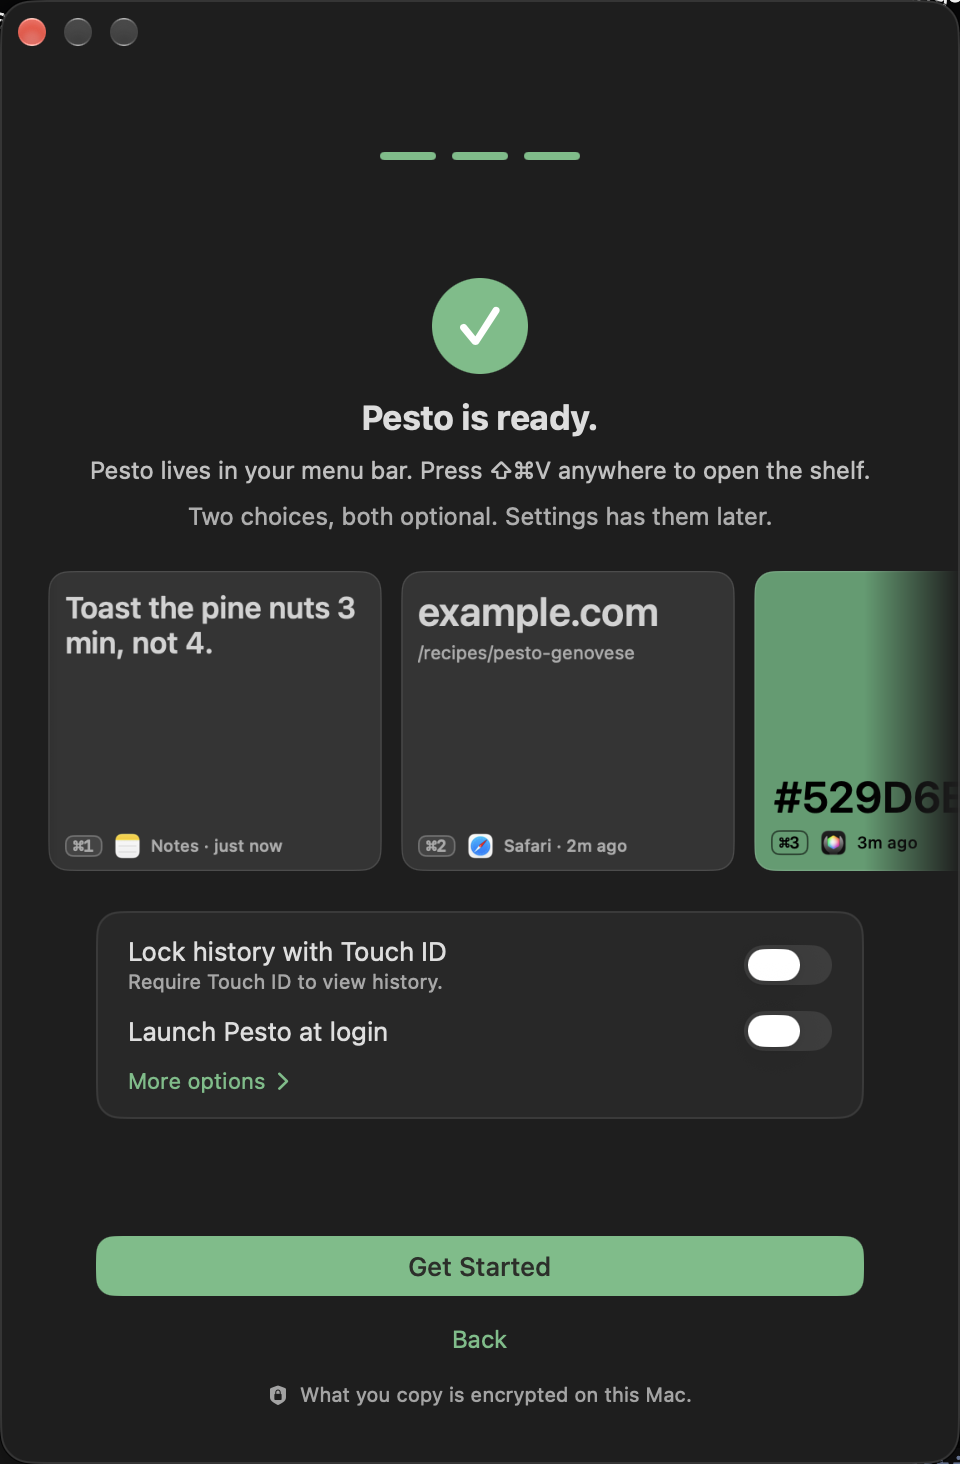 Pesto is ready.
Pesto lives in your menu bar. Press ⇧⌘V anywhere to open the shelf.
Two choices, both optional. Settings has them later.
Toast the pine nuts 3
min, not 4.
⌘1 Notes · just now
example.com
/recipes/pesto-genovese
⌘2 Safari · 2m ago
#529D6
⌘3 3m ago
Lock history with Touch ID
Require Touch ID to view history.
Launch Pesto at login
More options
Get Started
Back
What you copy is encrypted on this Mac.